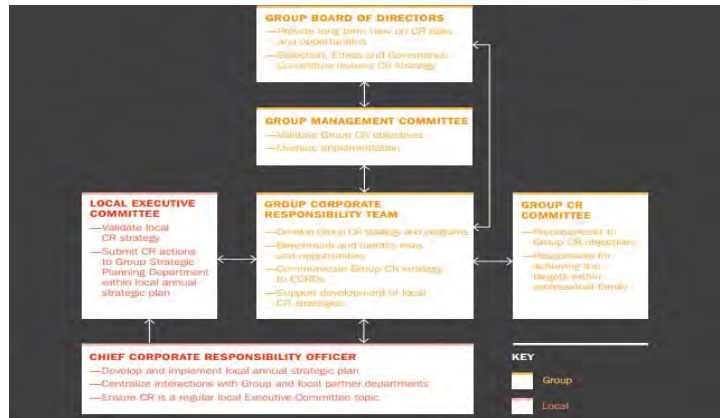 GROUP BOARD OF DIRECTORS
—Provide long term view on CR risks
and opportunities
—Selection, Ethics and Governance
Committee reviews CR strategy
GROUP MANAGEMENT COMMITTEE
—Validate Group CR objectives
—Oversee implementation
LOCAL EXECUTIVE
COMMITTEE
—Validate local
CR strategy
—Submit CR actions
to Group Strategic
Planning Department
within local annual
strategic plan
GROUP CORPORATE
RESPONSIBILITY TEAM
—Develop Group CR strategy and programs
—Benchmark and identify risks
and opportunities
—Communicate Group CR strategy
to CCROs
—Support development of local
CR strategies
GROUP CR
COMMITTEE
to Group CR objectives
—Responsible for
achieving the
targets within
professional family
CHIEF CORPORATE RESPONSIBILITY OFFICER
—Develop and implement local annual strategic plan
—Centralize interactions with Group and local partner departments
—Ensure CR is a regular local Executive Committee topic
KEY
Group
Local